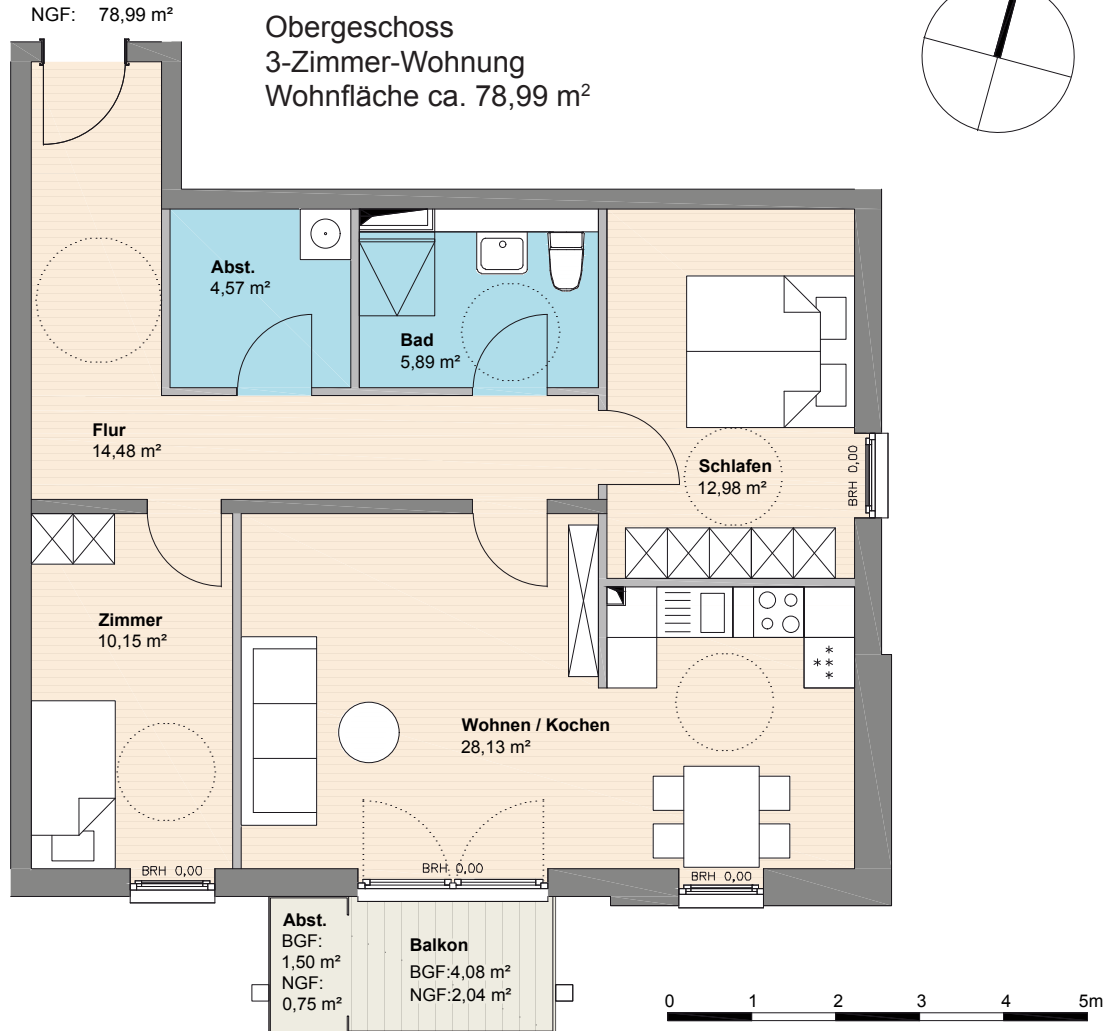 NGF: 78,99 m²
Obergeschoss
3-Zimmer-Wohnung
Wohnfläche ca. 78,99 m²
Abst.
4,57 m²
Bad
5,89 m²
Flur
14,48 m²
Schlafen
12,98 m²
BRH 0,00
Zimmer
10,15 m²
***
*
Wohnen / Kochen
28,13 m²
BRH 0,00
BRH 0,00
BRH 0,00
Abst.
BGF:
1,50 m²
NGF:
0,75 m²
Balkon
BGF:4,08 m²
NGF:2,04 m²
0 1 2 3 4 5m